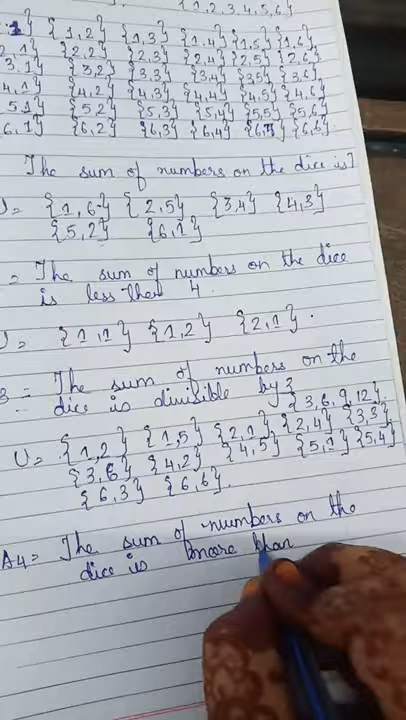 {1,2,3,4,5,6}
1} {1,2} {1,3} {1,4} {1,5} {1,6}
2,1} {2,2} {2,3} {2,4} {2,5} {2,6}
3,1} {3,2} {3,3} {3,4} {3,5} {3,6}
4,1} {4,2} {4,3} {4,4} {4,5} {4,6}
5,1} {5,2} {5,3} {5,4} {5,5} {5,6}
6,1} {6,2} {6,3} {6,4} {6,5} {6,6}
The sum of numbers on the dice is 7
U = {1,6} {2,5} {3,4} {4,3}
{5,2} {6,1}
= The sum of numbers on the dice
is less then 4
U = {1,1} {1,2} {2,1}.
3 = The sum of numbers on the
dice is divisible by 3
{3,6,9,12}
U = {1,2} {1,5} {2,1} {2,4} {3,3}
{3,6} {4,2} {4,5} {5,1} {5,4}
{6,3} {6,6}.
A4 = The sum of numbers on the
dice is more than